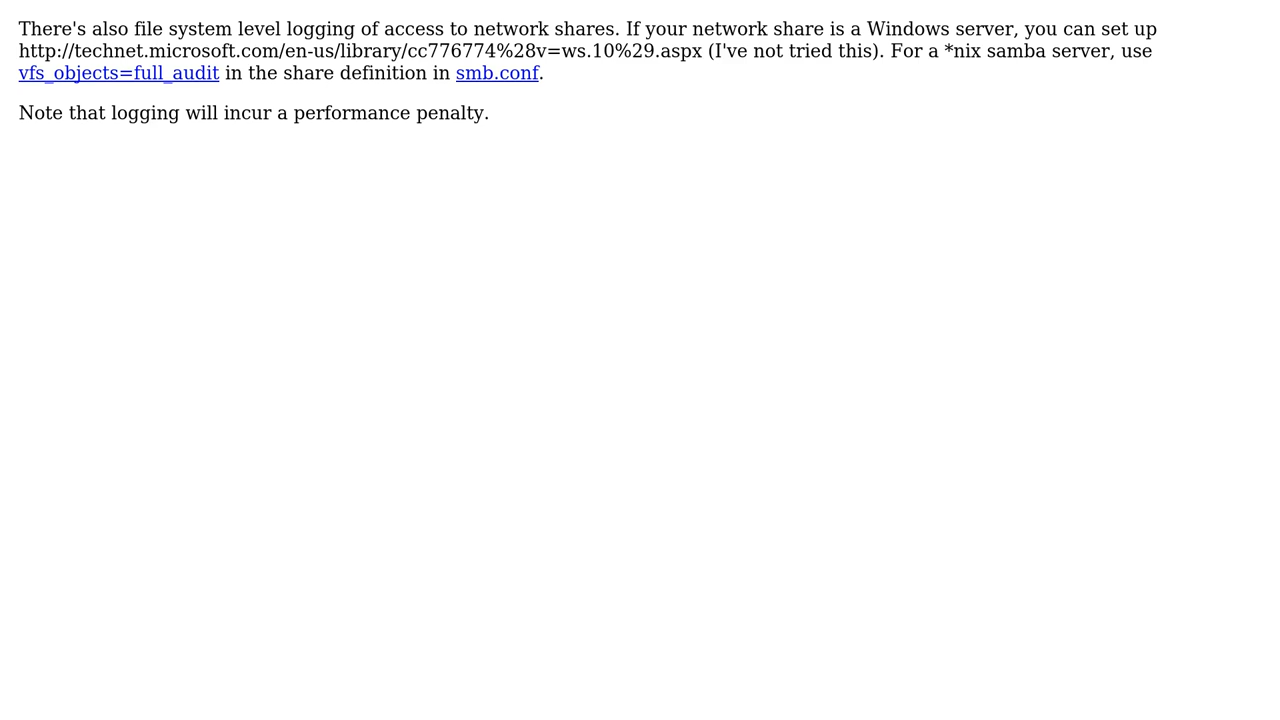 There's also file system level logging of access to network shares. If your network share is a Windows server, you can set up
http://technet.microsoft.com/en-us/library/cc776774%28v=ws.10%29.aspx (I've not tried this). For a *nix samba server, use
vfs_objects=full_audit in the share definition in smb.conf.
Note that logging will incur a performance penalty.